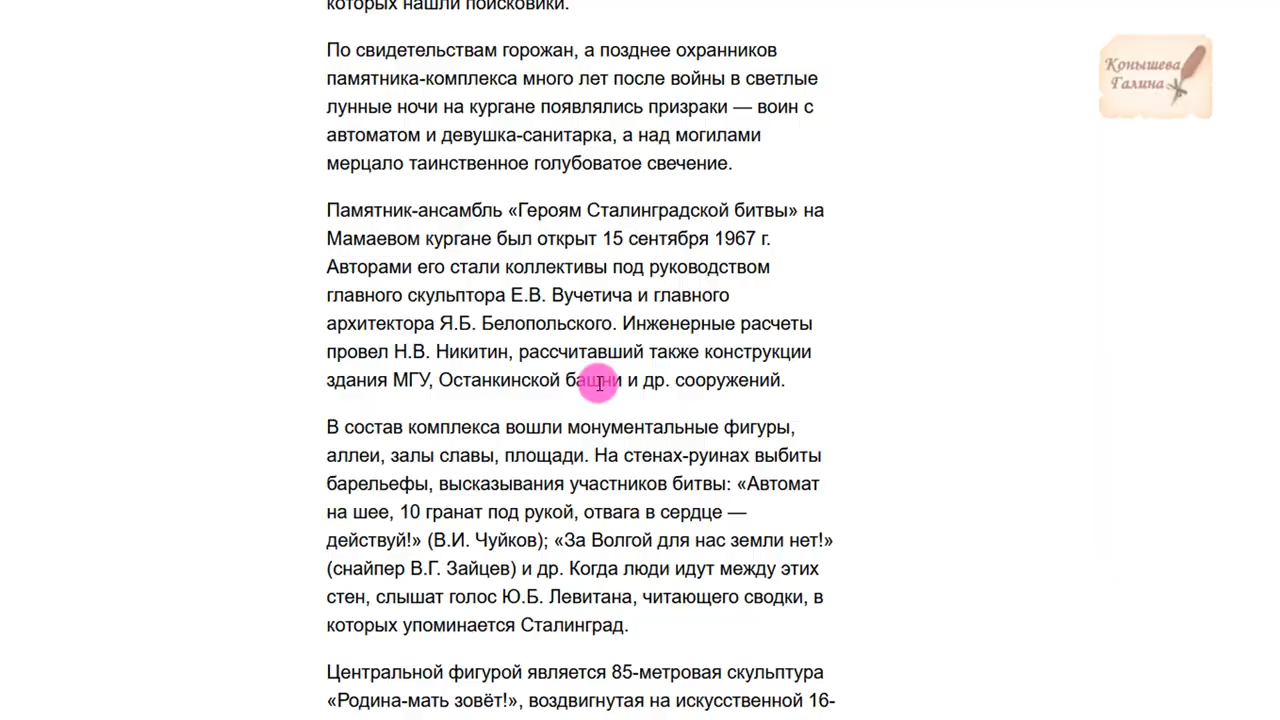 которых нашли поисковики.
По свидетельствам горожан, а позднее охранников
памятника-комплекса много лет после войны в светлые
лунные ночи на кургане появлялись призраки — воин с
автоматом и девушка-санитарка, а над могилами
мерцало таинственное голубоватое свечение.
Памятник-ансамбль «Героям Сталинградской битвы» на
Мамаевом кургане был открыт 15 сентября 1967 г.
Авторами его стали коллективы под руководством
главного скульптора Е.В. Вучетича и главного
архитектора Я.Б. Белопольского. Инженерные расчеты
провел Н.В. Никитин, рассчитавший также конструкции
здания МГУ, Останкинской башни и др. сооружений.
В состав комплекса вошли монументальные фигуры,
аллеи, залы славы, площади. На стенах-руинах выбиты
барельефы, высказывания участников битвы: «Автомат
на шее, 10 гранат под рукой, отвага в сердце —
действуй!» (В.И. Чуйков); «За Волгой для нас земли нет!»
(снайпер В.Г. Зайцев) и др. Когда люди идут между этих
стен, слышат голос Ю.Б. Левитана, читающего сводки, в
которых упоминается Сталинград.
Центральной фигурой является 85-метровая скульптура
«Родина-мать зовёт!», воздвигнутая на искусственной 16-
Конышева
Галина